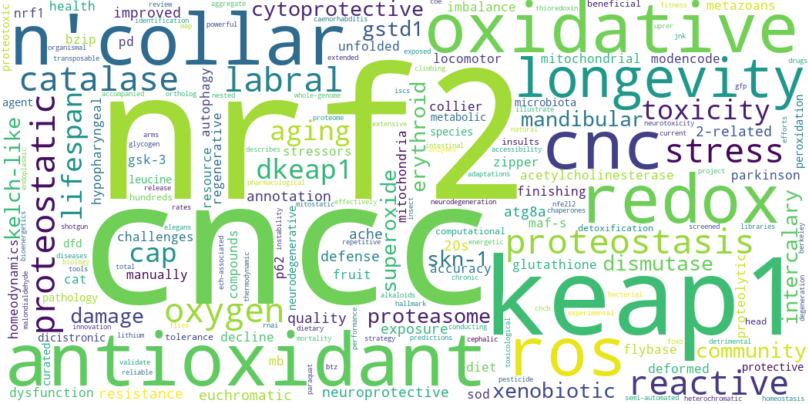 proteotoxic nrf1 health improved cytoprotective imbalance beneficial fitness metazoans
identification review powerful caenorhabditis cbe thioredoxin
bzip pd aggregate gstd1 jnk uprer
n'collar oxidative
organismal map unfolded
transposable extended exposed locomotor mitochondrial modencode drugs
catalase labral climbing longevity
accompanied ortholog nested whole-genome iscs gfp
agent nrf2 collier microbiota mandibular toxicity
proteostatic lifespan hypopharyngeal arms autophagy proteome extensive metabolic illustrate neurotoxicity
kelch-like glycogen aging erythroid species insults current 2-related peroxidation
gsk-3 stressors intestinal natural cnc stress efforts
leucine release resource regenerative dkeap1 zipper accessibility parkinson
endoplasmic describes adaptations acetylcholinesterase project
hundreds pharmacological effectively mitochondria finishing redox
annotation superoxide neurodegeneration atg8a nfe2l2 chaperones screened libraries
shotgun rates mitostatic insect maf-s detoxification
cncc
dfd elegans instability computational proteostasis intercalary
homeodynamics diseases challenges ache repetitive skn-1 energetic
biology cap p62 neurodegenerative defense hallmark 20s glutathione dismutase berkeley
cat tools compounds accuracy chronic bacterial degeneration
malondialdehyde bioenergetics pathology total manually ech-associated thermodynamic fruit alkaloids keap1 proteolytic cncb experimental
damage oxygen quality proteasome head
innovation lithium flies rnai dietary strategy conducting foxo detrimental
dicistronic tolerance decline mortality predictions cephalic exposure toxicological flybase community
curated validate reliable mb performance
antioxidant ros
paraquat btz diet pesticide deformed protective
dysfunction resistance euchromatic neuroprotective sod xenobiotic reactive
semi-automated heterochromatic homeostasis